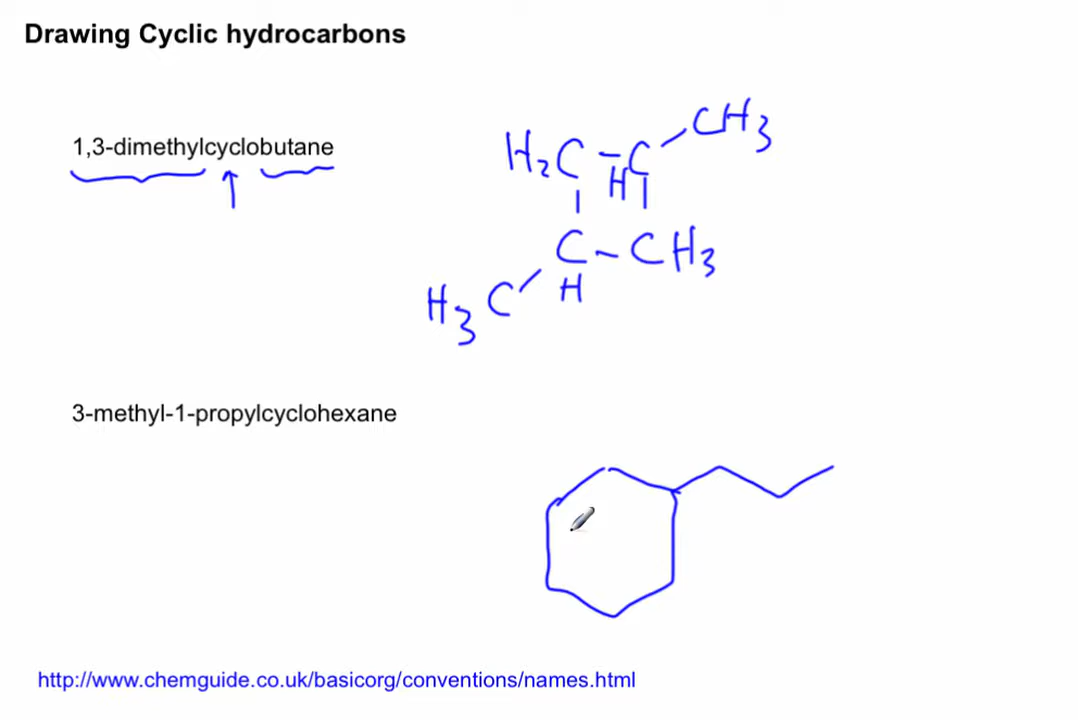 Drawing Cyclic hydrocarbons
1,3-dimethylcyclobutane
CH3
H2C - C
H
C - CH3
H3C H
3-methyl-1-propylcyclohexane
http://www.chemguide.co.uk/basicorg/conventions/names.html